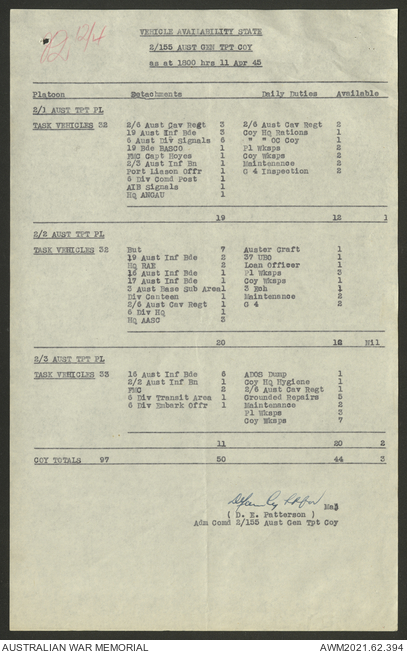 VEHICLE AVAILABILITY STATE
2/155 AUST GEN TPT COY
as at 1800 hrs 11 Apr 45
Platoon Detachments Daily Duties Available
2/1 AUST TPT PL
TASK VEHICLES 32 2/6 Aust Cav Regt 3 2/6 Aust Cav Regt 2
19 Aust Inf Bde 3 Coy Hq Rations 1
6 Aust Div Signals 6 " " OC Coy 1
19 Bde BASCO 1 Pl Wksps 2
FMC Capt Noyes 1 Coy Wksps 2
2/3 Aust Inf Bn 1 Maintenance 2
Port Liason Offr 1 G 4 Inspection 2
6 Div Comd Post 1
AIB Signals 1
HQ ANGAU 1
19 12 1
2/2 AUST TPT PL
TASK VEHICLES 32 But 7 Auster Craft 1
19 Aust Inf Bde 2 37 UBO 1
HQ RAE 2 Loan Officer 1
16 Aust Inf Bde 1 Pl Wksps 3
17 Aust Inf Bde 1 Coy Wksps 1
3 Aust Base Sub Area 1 3 Ech 1
Div Canteen 1 Maintenance 2
2/6 Aust Cav Regt 1 G 4 2
6 Div Hq 1
HQ AASC 3
20 12 Nil
2/3 AUST TPT PL
TASK VEHICLES 33 16 Aust Inf Bde 6 ADOS Dump 1
2/2 Aust Inf Bn 1 Coy Hq Hygiene 1
FMC 2 2/6 Aust Cav Regt 1
6 Div Transit Area 1 Grounded Repairs 5
6 Div Embark Offr 1 Maintenance 2
Pl Wksps 3
Coy Wksps 7
11 20 2
COY TOTALS 97 50 44 3
Maj
( D. E. Patterson )
Adm Comd 2/155 Aust Gen Tpt Coy
AUSTRALIAN WAR MEMORIAL AWM2021.62.394